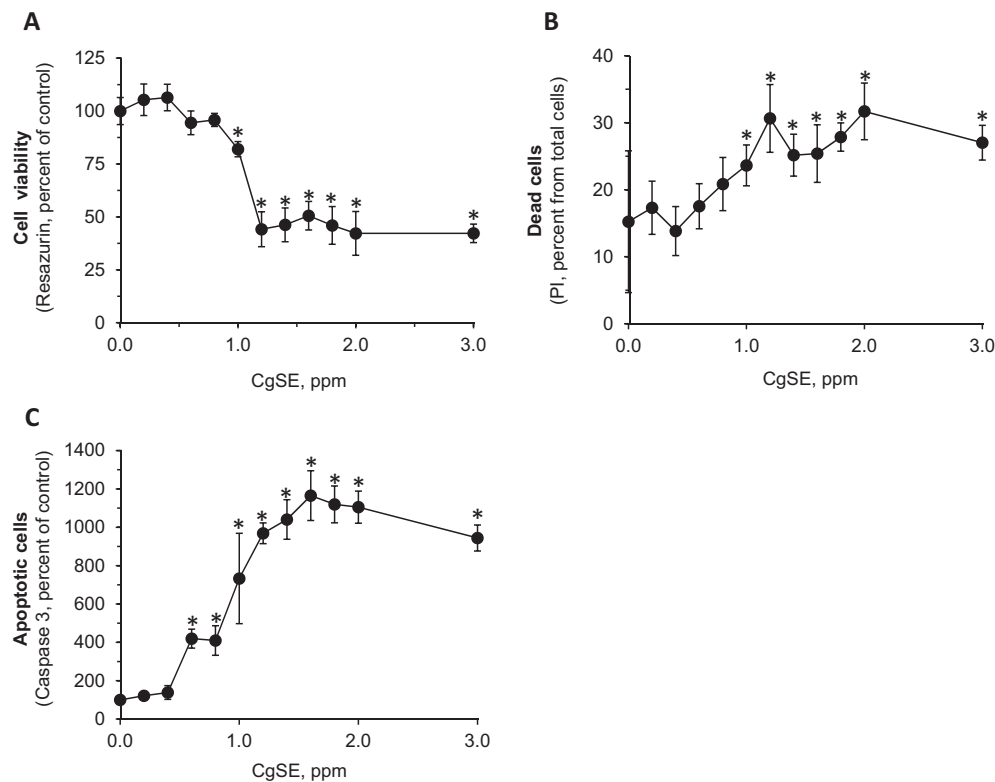 A
Cell viability
(Resazurin, percent of control)
125
100
75
50
25
0
* * * * * * *
0.0 1.0 2.0 3.0
CgSE, ppm
B
Dead cells
(PI, percent from total cells)
40
30
20
10
0
* * * * * * *
0.0 1.0 2.0 3.0
CgSE, ppm
C
Apoptotic cells
(Caspase 3, percent of control)
1400
1200
1000
800
600
400
200
0
* * * * * * * * *
0.0 1.0 2.0 3.0
CgSE, ppm